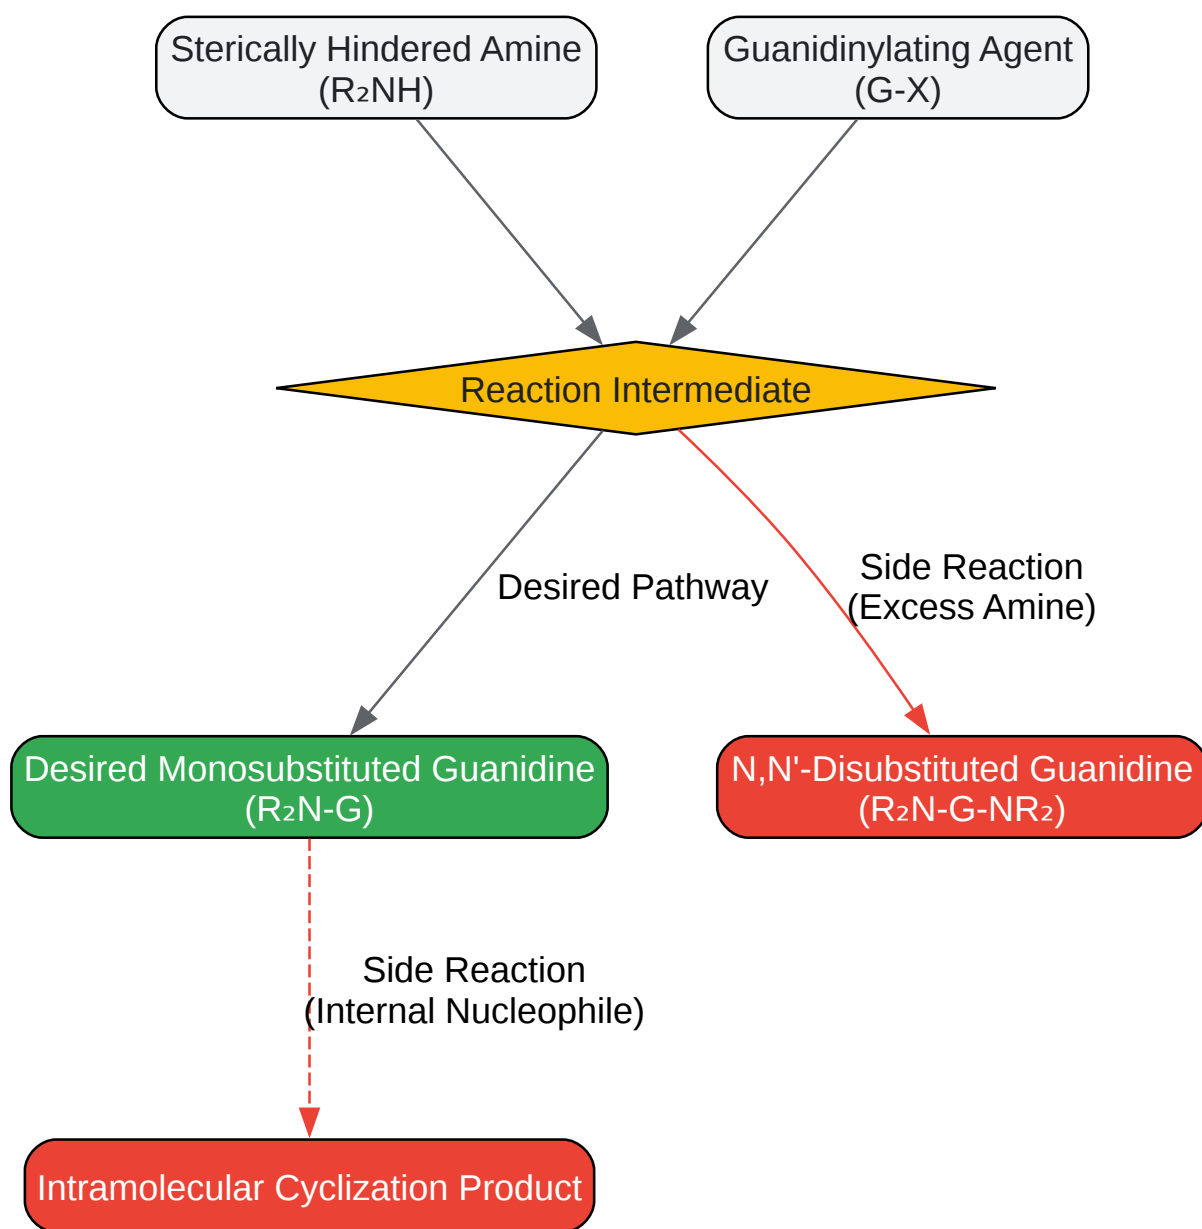 Sterically Hindered Amine
(R₂NH)
Guanidinylating Agent
(G-X)
Reaction Intermediate
Desired Pathway
Side Reaction
(Excess Amine)
Desired Monosubstituted Guanidine
(R₂N-G)
N,N'-Disubstituted Guanidine
(R₂N-G-NR₂)
Side Reaction
(Internal Nucleophile)
Intramolecular Cyclization Product